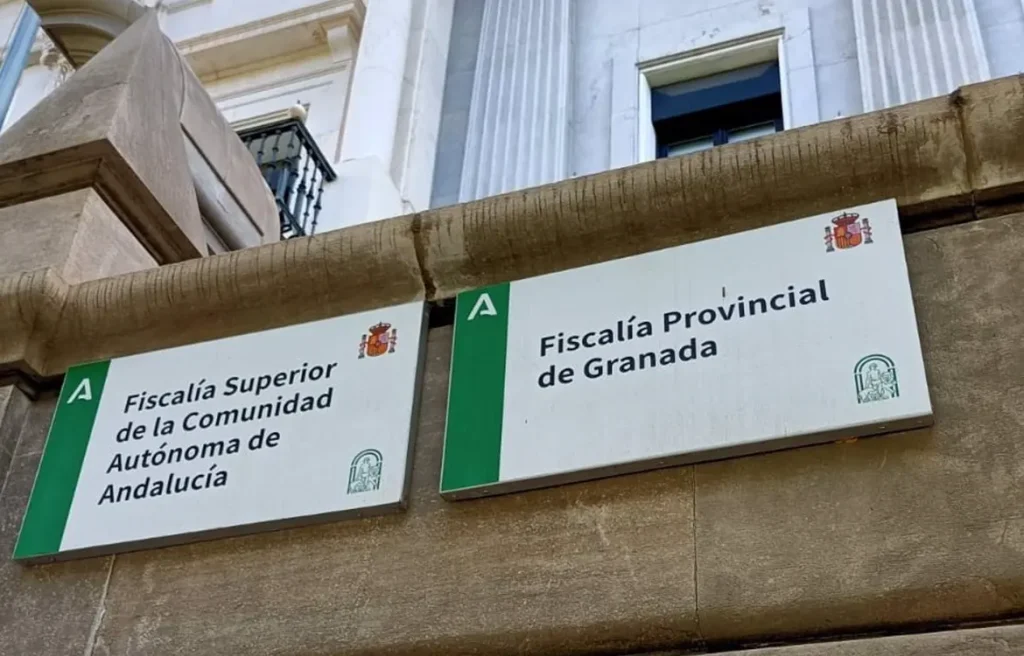 A
Fiscalía Superior
de la Comunidad
Autónoma de
Andalucía
A
Fiscalía Provincial
de Granada